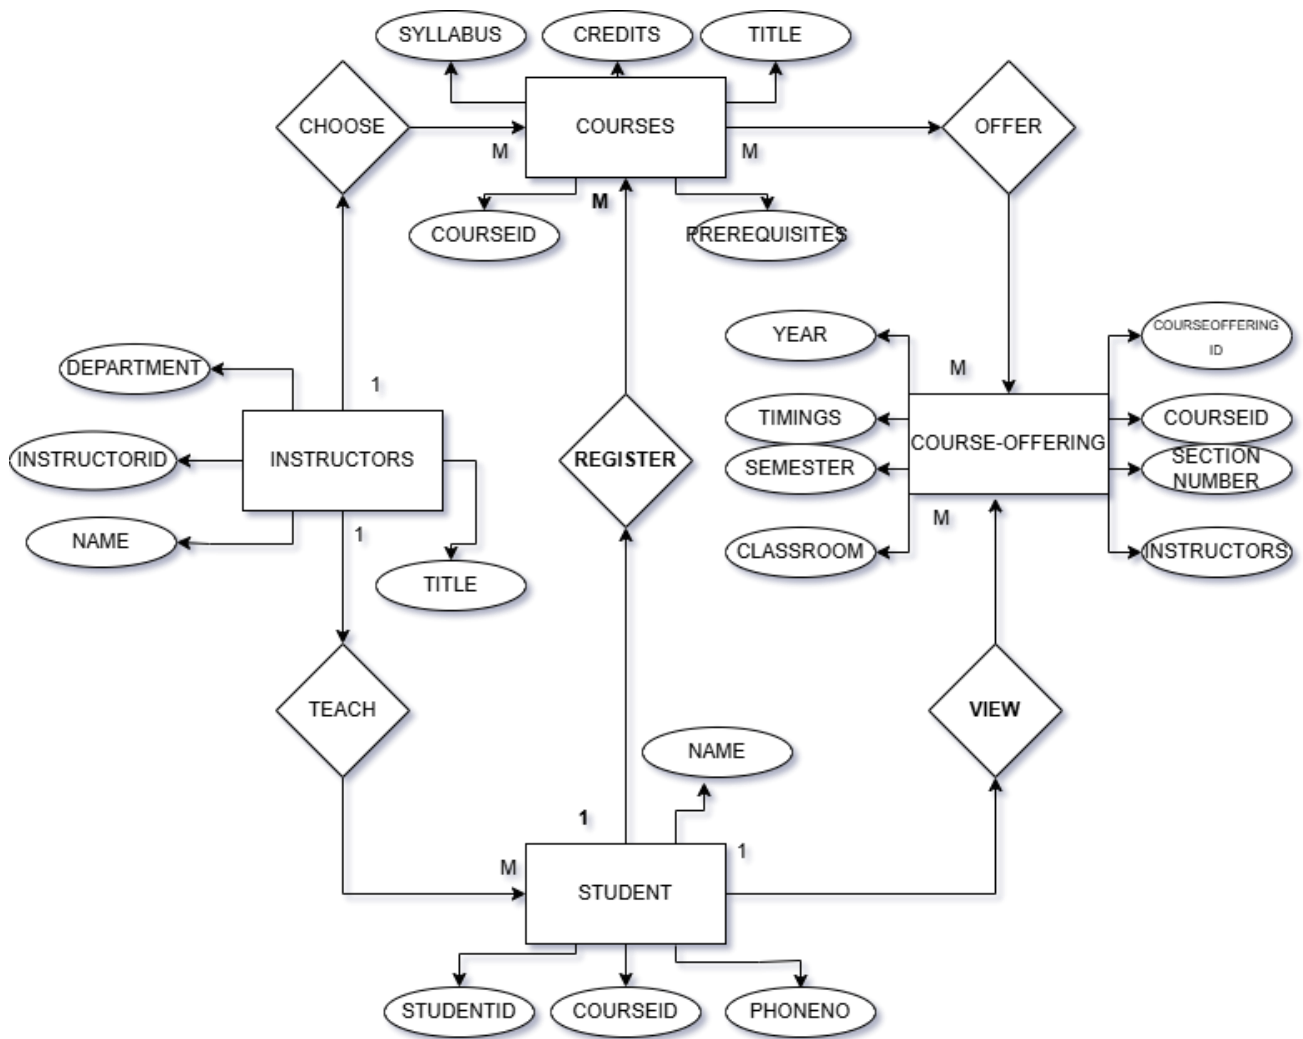 SYLLABUS
CREDITS
TITLE
CHOOSE
COURSES
OFFER
M
M
M
COURSEID
PREREQUISITES
YEAR
COURSEOFFERING
ID
DEPARTMENT
1
M
TIMINGS
COURSEID
COURSE-OFFERING
INSTRUCTORID
INSTRUCTORS
REGISTER
SEMESTER
SECTION
NUMBER
M
1
NAME
CLASSROOM
INSTRUCTORS
TITLE
TEACH
VIEW
NAME
1
1
M
STUDENT
STUDENTID
COURSEID
PHONENO